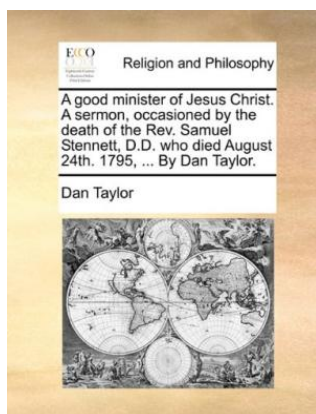 ECCO
Religion and Philosophy
A good minister of Jesus Christ.
A sermon, occasioned by the
death of the Rev. Samuel
Stennett, D.D. who died August
24th. 1795, ... By Dan Taylor.
Dan Taylor